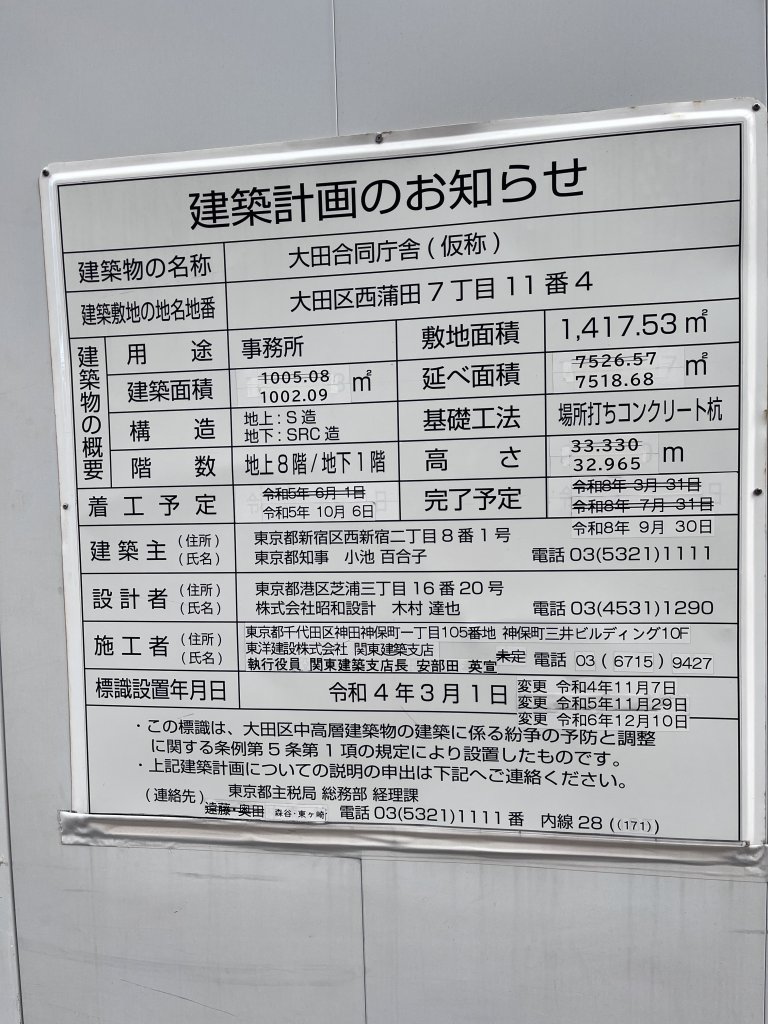 建築計画のお知らせ
建築物の名称 大田合同庁舎(仮称)
建築敷地の地名地番 大田区西蒲田7丁目11番4
建築物の概要
用途 事務所 敷地面積 1,417.53㎡
建築面積 1005.08 1002.09 ㎡ 延べ面積 7526.57 7518.68 ㎡
構造 地上:S造 地下:SRC造 基礎工法 場所打ちコンクリート杭
階数 地上8階/地下1階 高さ 33.330 32.965 m
着工予定 令和5年 6月 1日 令和5年 10月 6日 完了予定 令和8年 3月 31日 令和8年 7月 31日 令和8年 9月 30日
建築主 (住所) 東京都新宿区西新宿二丁目8番1号
(氏名) 東京都知事 小池 百合子 電話 03(5321)1111
設計者 (住所) 東京都港区芝浦三丁目16番20号
(氏名) 株式会社昭和設計 木村 達也 電話 03(4531)1290
施工者 (住所) 東京都千代田区神田神保町一丁目105番地 神保町三井ビルディング10F
(氏名) 東洋建設株式会社 関東建築支店
執行役員 関東建築支店長 安部田 英宣 未定 電話 03(6715)9427
標識設置年月日 令和4年3月1日 変更 令和4年11月7日
変更 令和5年11月29日
変更 令和6年12月10日
・この標識は、大田区中高層建築物の建築に係る紛争の予防と調整
に関する条例第5条第1項の規定により設置したものです。
・上記建築計画についての説明の申出は下記へご連絡ください。
(連絡先) 東京都主税局 総務部 経理課
遠藤・奥田 森谷・東ヶ崎 電話 03(5321)1111番 内線28((171))